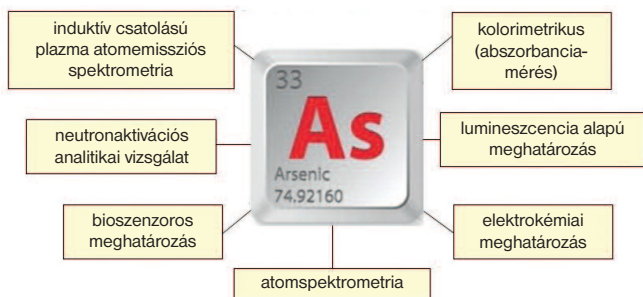 induktív csatolású
plazma atomemissziós
spektrometria
kolorimetrikus
(abszorbancia-
mérés)
33
As
Arsenic
74.92160
neutronaktivációs
analitikai vizsgálat
lumineszcencia alapú
meghatározás
bioszenzoros
meghatározás
elektrokémiai
meghatározás
atomspektrometria